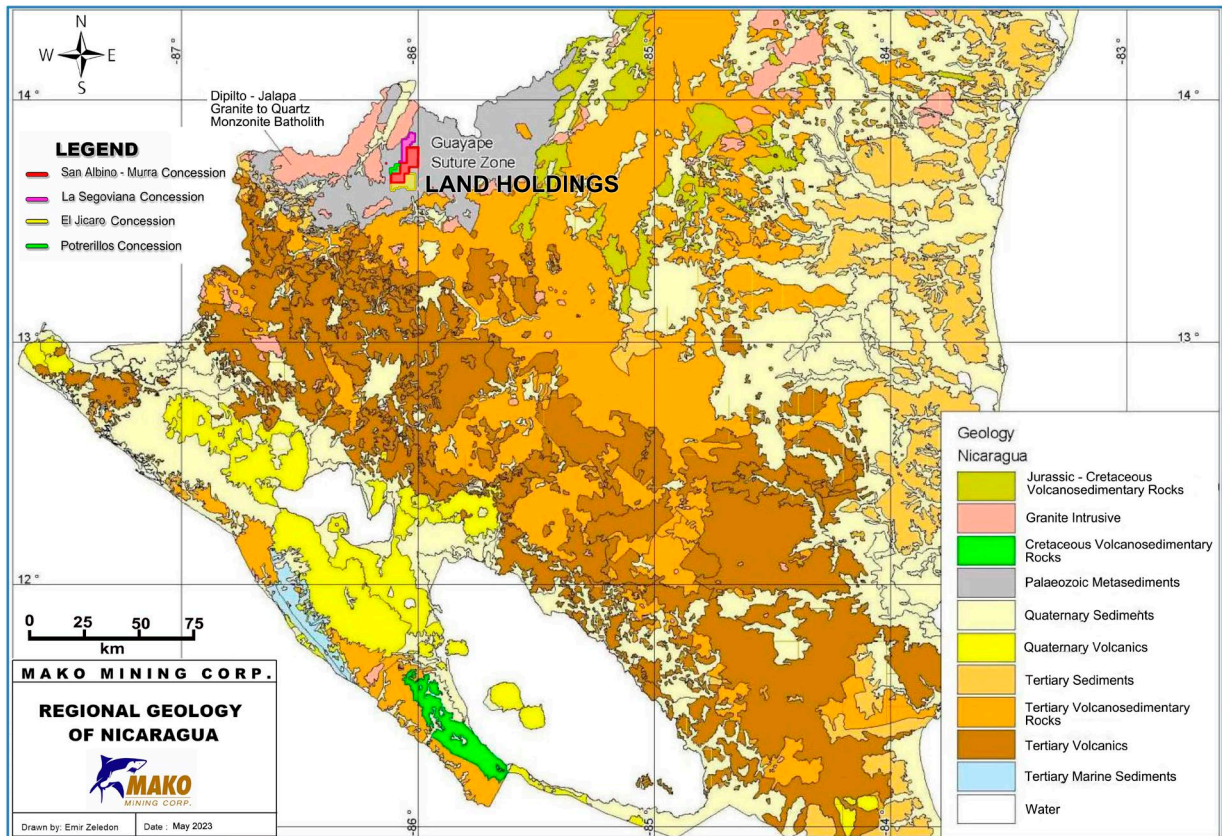 N
W E
S
-87
-86
-85
-84
-83
14°
14°
Dipilto - Jalapa
Granite to Quartz
Monzonite Batholith
Guayape
Suture Zone
LAND HOLDINGS
LEGEND
San Albino - Murra Concession
La Segoviana Concession
El Jicaro Concession
Potrerillos Concession
13°
13°
12°
12°
0 25 50 75
km
MAKO MINING CORP.
REGIONAL GEOLOGY
OF NICARAGUA
MAKO
MINING CORP.
Drawn by: Emir Zeledon
Date : May 2023
Geology
Nicaragua
Jurassic - Cretaceous
Volcanosedimentary Rocks
Granite Intrusive
Cretaceous Volcanosedimentary
Rocks
Palaeozoic Metasediments
Quaternary Sediments
Quaternary Volcanics
Tertiary Sediments
Tertiary Volcanosedimentary
Rocks
Tertiary Volcanics
Tertiary Marine Sediments
Water
-86
-85
-84